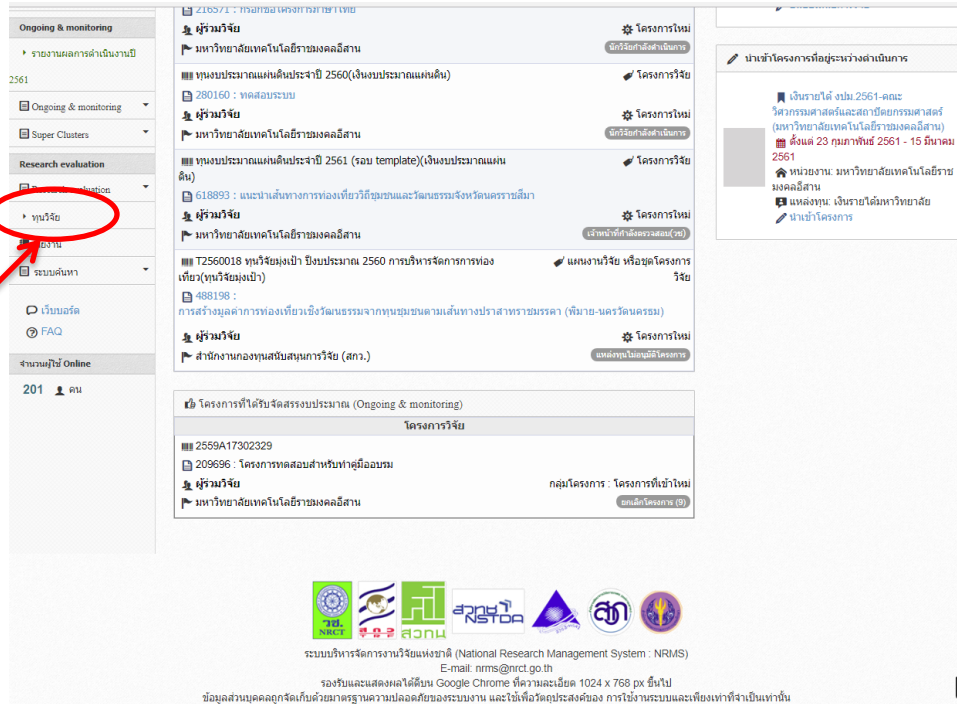 Ongoing & monitoring
รายงานผลการดำเนินงานปี
2561
Ongoing & monitoring
Super Clusters
Research evaluation
Research evaluation
ทุนวิจัย
ระบบค้นหา
เว็บบอร์ด
FAQ
จำนวนผู้ใช้ Online
201 คน
216571 : กรอกข้อโครงการภาษาไทย
ผู้ร่วมวิจัย
โครงการใหม่
มหาวิทยาลัยเทคโนโลยีราชมงคลอีสาน
นักวิจัยกำลังดำเนินการ
ทุนงบประมาณแผ่นดินประจำปี 2560(เงินงบประมาณแผ่นดิน)
โครงการวิจัย
280160 : ทดสอบระบบ
ผู้ร่วมวิจัย
โครงการใหม่
มหาวิทยาลัยเทคโนโลยีราชมงคลอีสาน
นักวิจัยกำลังดำเนินการ
ทุนงบประมาณแผ่นดินประจำปี 2561 (รอบ template)(เงินงบประมาณแผ่น
ดิน)
โครงการวิจัย
618893 : แนะนำเส้นทางการท่องเที่ยววิถีชุมชนและวัฒนธรรมจังหวัดนครราชสีมา
ผู้ร่วมวิจัย
โครงการใหม่
มหาวิทยาลัยเทคโนโลยีราชมงคลอีสาน
เจ้าหน้าที่กำลังตรวจสอบ(วช)
T2560018 ทุนวิจัยมุ่งเป้า ปีงบประมาณ 2560 การบริหารจัดการการท่อง
เที่ยว(ทุนวิจัยมุ่งเป้า)
แผนงานวิจัย หรือชุดโครงการ
วิจัย
488198 :
การสร้างมูลค่าการท่องเที่ยวเชิงวัฒนธรรมจากทุนชุมชนตามเส้นทางปราสาทราชมรรคา (พิมาย-นครวัดนครธม)
ผู้ร่วมวิจัย
โครงการใหม่
สำนักงานกองทุนสนับสนุนการวิจัย (สกว.)
แหล่งทุนไม่อนุมัติโครงการ
โครงการที่ได้รับจัดสรรงบประมาณ (Ongoing & monitoring)
โครงการวิจัย
2559A17302329
209696 : โครงการทดสอบสำหรับทำคู่มืออบรม
ผู้ร่วมวิจัย
กลุ่มโครงการ : โครงการที่เข้าใหม่
มหาวิทยาลัยเทคโนโลยีราชมงคลอีสาน
ยกเลิกโครงการ (9)
นำเข้าโครงการที่อยู่ระหว่างดำเนินการ
เงินรายได้ งปม.2561-คณะ
วิศวกรรมศาสตร์และสถาปัตยกรรมศาสตร์
(มหาวิทยาลัยเทคโนโลยีราชมงคลอีสาน)
ตั้งแต่ 23 กุมภาพันธ์ 2561 - 15 มีนาคม
2561
หน่วยงาน: มหาวิทยาลัยเทคโนโลยีราช
มงคลอีสาน
แหล่งทุน: เงินรายได้มหาวิทยาลัย
นำเข้าโครงการ
วช.
NRCT
สวทน
สวทช
NSTDA
ระบบบริหารจัดการงานวิจัยแห่งชาติ (National Research Management System : NRMS)
E-mail: nrms@nrct.go.th
รองรับและแสดงผลได้ดีบน Google Chrome ที่ความละเอียด 1024 x 768 px ขึ้นไป
ข้อมูลส่วนบุคคลถูกจัดเก็บด้วยมาตรฐานความปลอดภัยของระบบงาน และใช้เพื่อวัตถุประสงค์ของ การใช้งานระบบและเพียงเท่าที่จำเป็นเท่านั้น